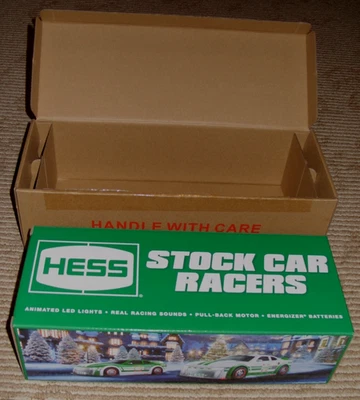 HANDLE WITH CARE
HESS
STOCK CAR
RACERS
ANIMATED LED LIGHTS • REAL RACING SOUNDS • PULL-BACK MOTOR • ENERGIZER® BATTERIES